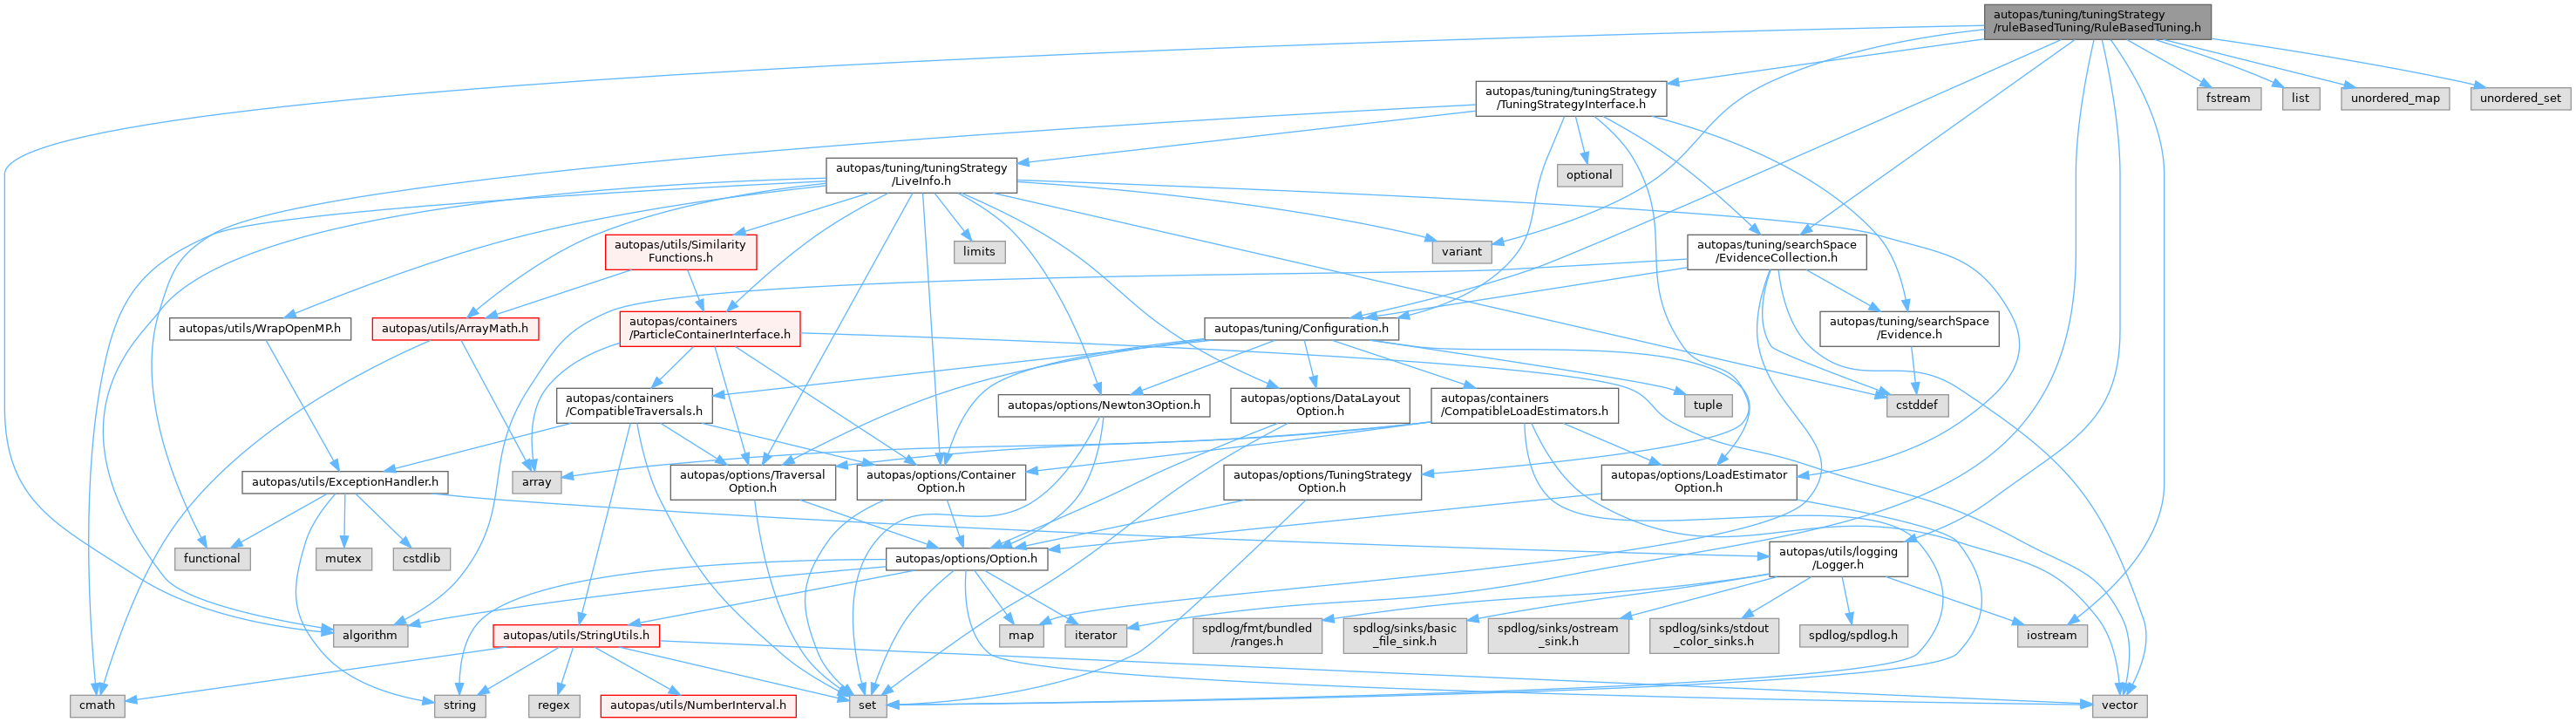 autopas/tuning/tuningStrategy
/ruleBasedTuning/RuleBasedTuning.h
autopas/tuning/tuningStrategy
/TuningStrategyInterface.h
fstream
list
unordered_map
unordered_set
autopas/tuning/tuningStrategy
/LiveInfo.h
optional
autopas/utils/Similarity
Functions.h
limits
variant
autopas/tuning/searchSpace
/EvidenceCollection.h
autopas/utils/WrapOpenMP.h
autopas/utils/ArrayMath.h
autopas/containers
/ParticleContainerInterface.h
autopas/tuning/Configuration.h
autopas/tuning/searchSpace
/Evidence.h
autopas/containers
/CompatibleTraversals.h
autopas/options/Newton3Option.h
autopas/options/DataLayout
Option.h
autopas/containers
/CompatibleLoadEstimators.h
tuple
cstddef
autopas/utils/ExceptionHandler.h
array
autopas/options/Traversal
Option.h
autopas/options/Container
Option.h
autopas/options/TuningStrategy
Option.h
autopas/options/LoadEstimator
Option.h
functional
mutex
cstdlib
autopas/options/Option.h
autopas/utils/logging
/Logger.h
algorithm
autopas/utils/StringUtils.h
map
iterator
spdlog/fmt/bundled
/ranges.h
spdlog/sinks/basic
_file_sink.h
spdlog/sinks/ostream
_sink.h
spdlog/sinks/stdout
_color_sinks.h
spdlog/spdlog.h
iostream
cmath
string
regex
autopas/utils/NumberInterval.h
set
vector